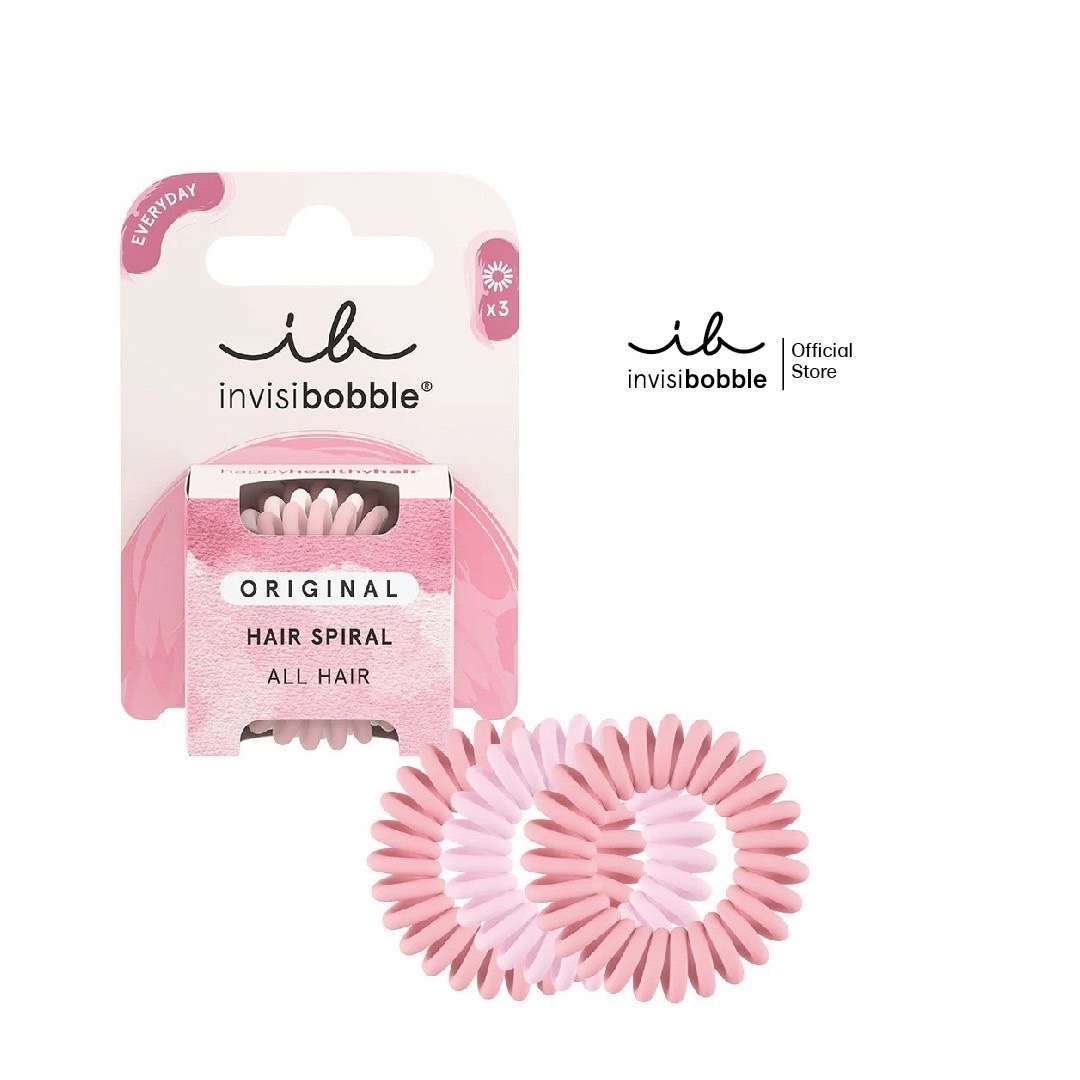 EVERYDAY
x3
ib
invisibobble®
happyhealthyhair
ORIGINAL
HAIR SPIRAL
ALL HAIR
ib
invisibobble
Official
Store